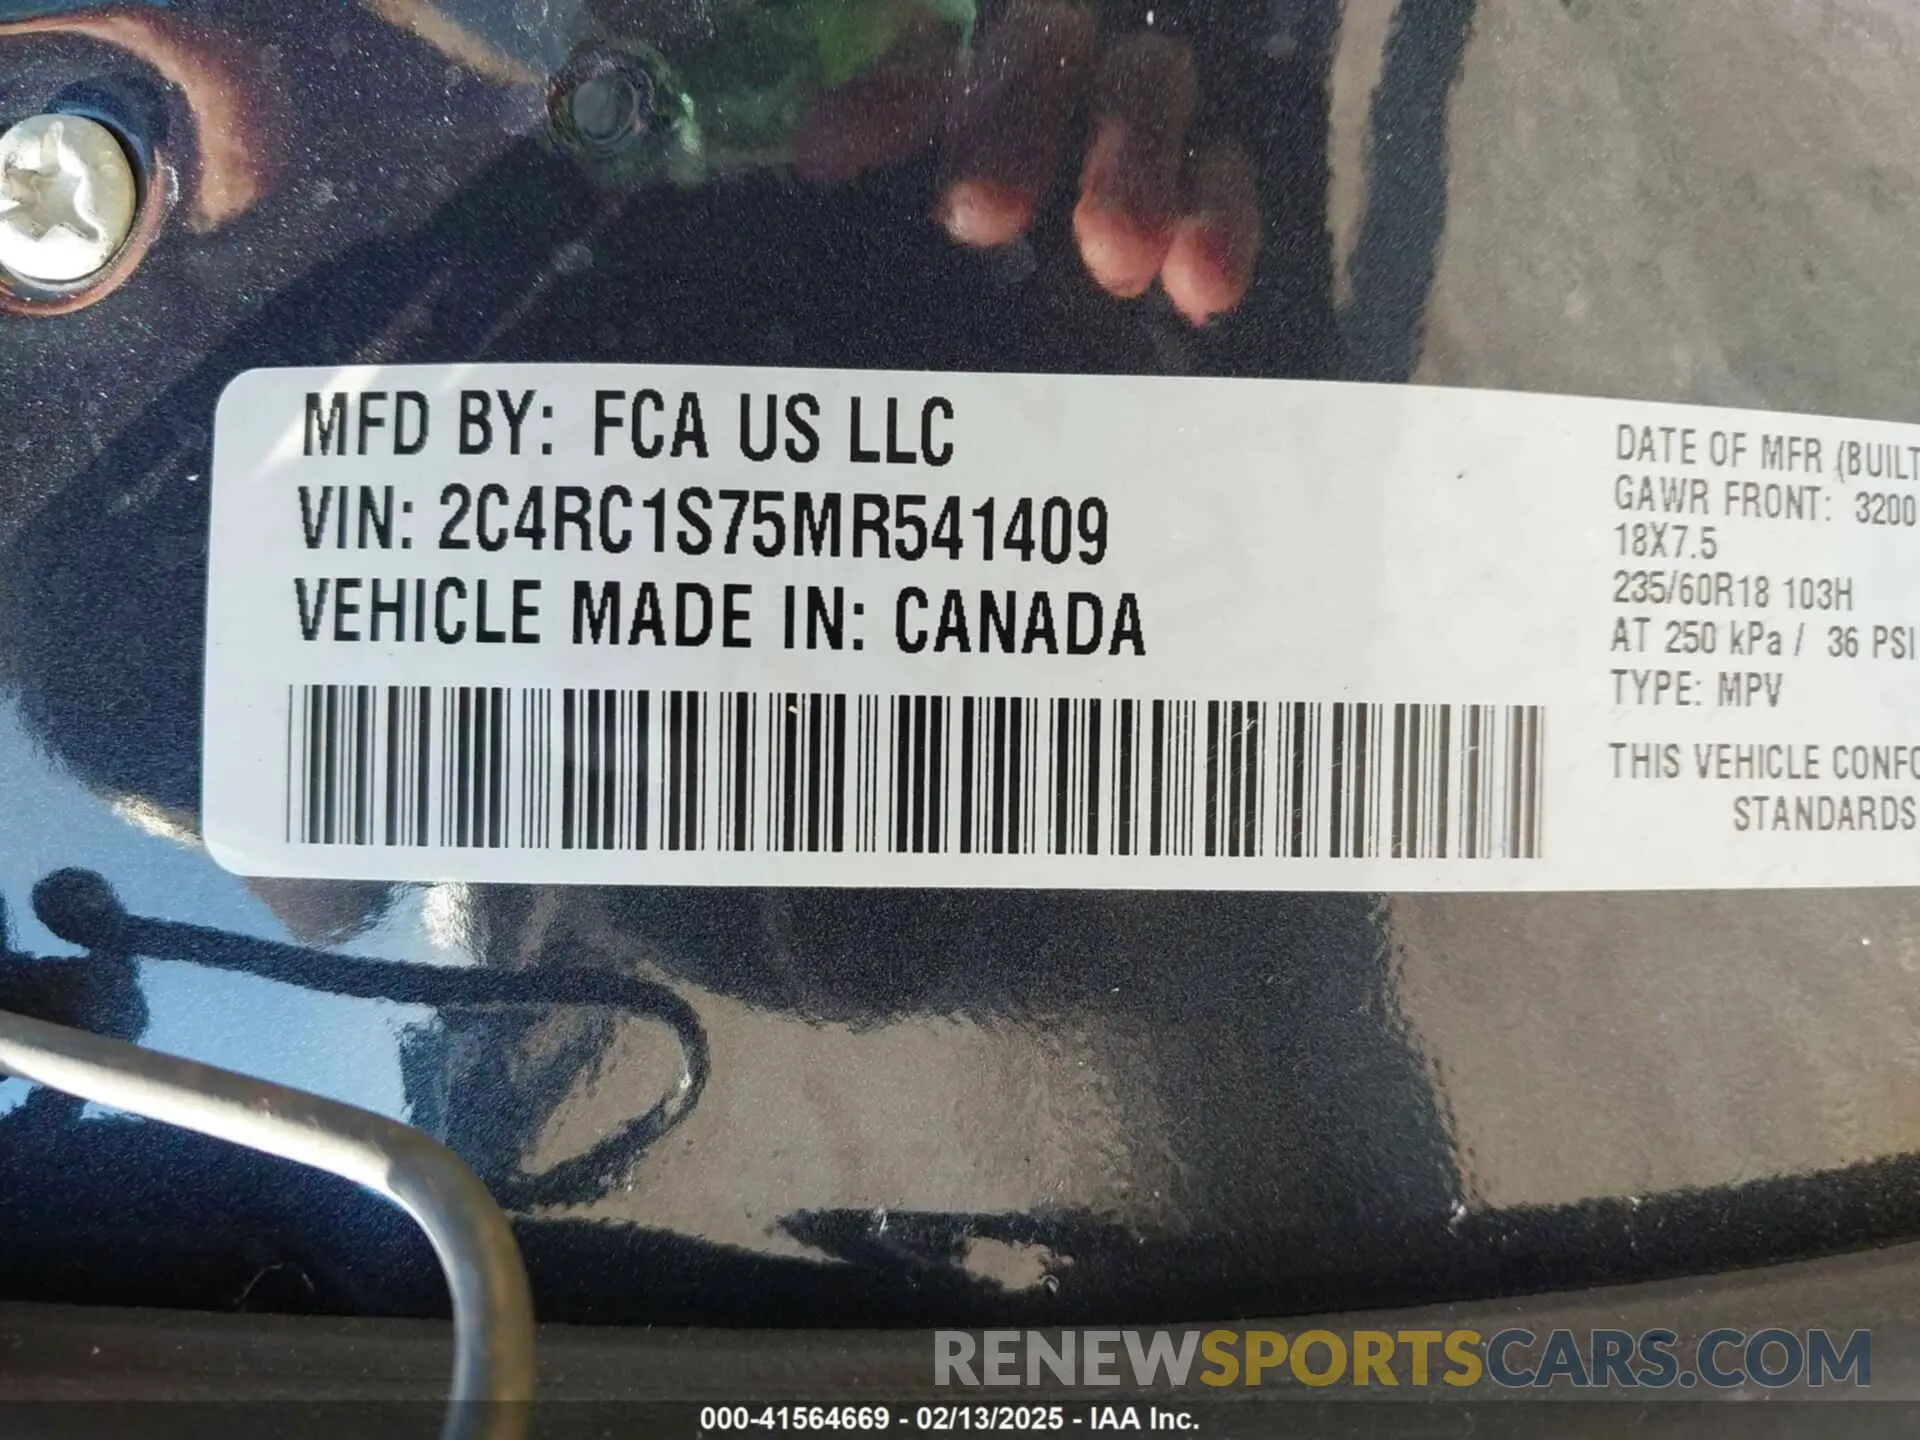 MFD BY: FCA US LLC
VIN: 2C4RC1S75MR541409
VEHICLE MADE IN: CANADA
DATE OF MFR (BUILT
GAWR FRONT: 3200
18X7.5
235/60R18 103H
AT 250 kPa / 36 PSI
TYPE: MPV
THIS VEHICLE CONFO
STANDARDS
RENEWSPORTSCARS.COM
000-41564669 - 02/13/2025 - IAA Inc.